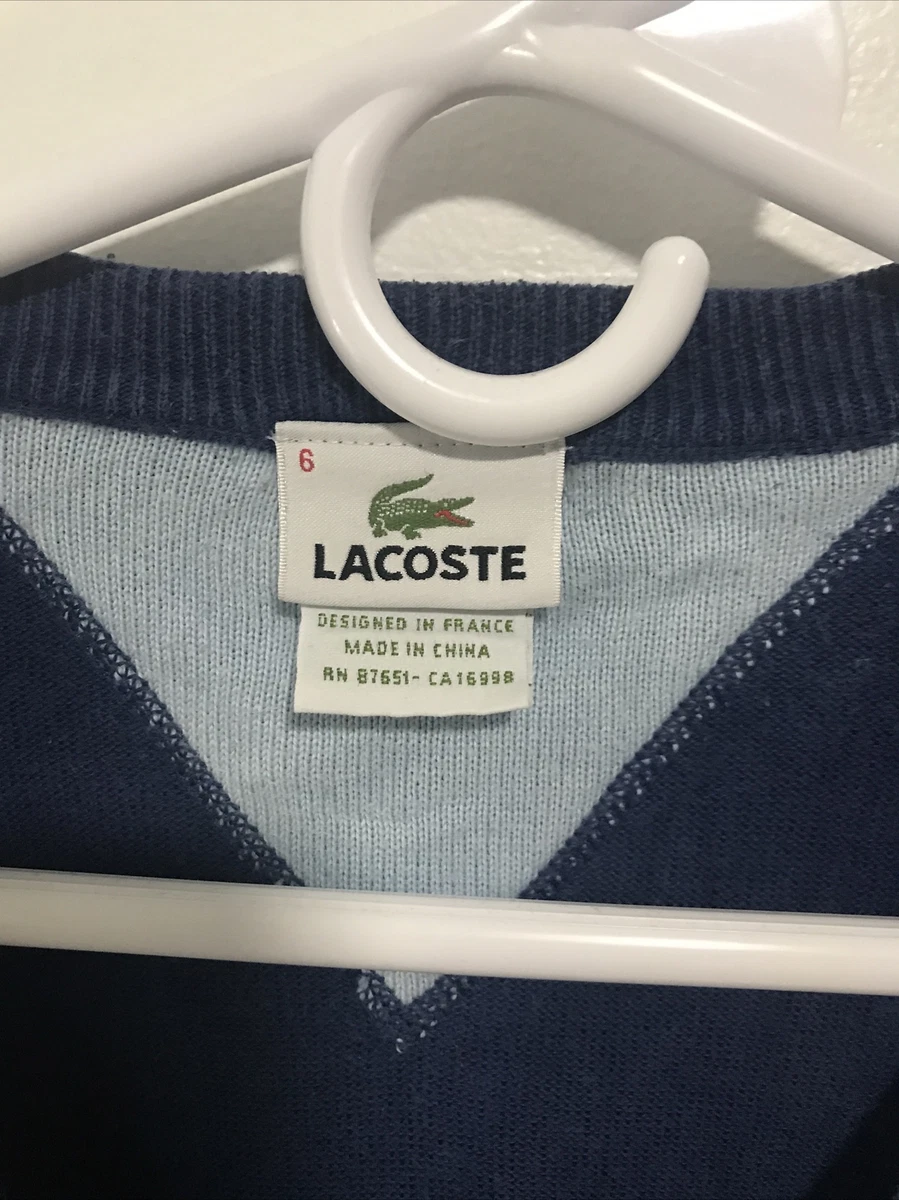 6
LACOSTE
DESIGNED IN FRANCE
MADE IN CHINA
RN 87651- CA16998